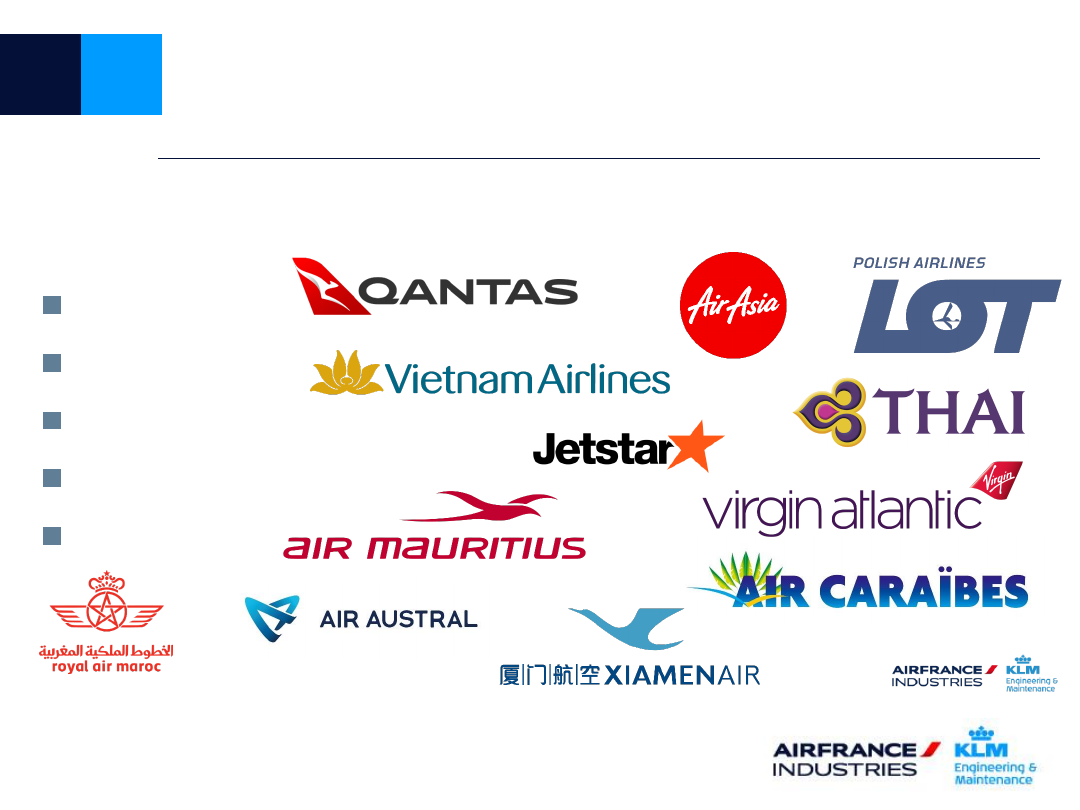 QANTAS
AirAsia
POLISH AIRLINES
LOT
Vietnam Airlines
THAI
Jetstar
Virgin
virgin atlantic
AIR MAURITIUS
AIR CARAÏBES
AIR AUSTRAL
الخطوط الملكية المغربية
royal air maroc
厦门航空 XIAMENAIR
AIRFRANCE KLM
INDUSTRIES Engineering &
Maintenance
AIRFRANCE KLM
INDUSTRIES Engineering &
Maintenance